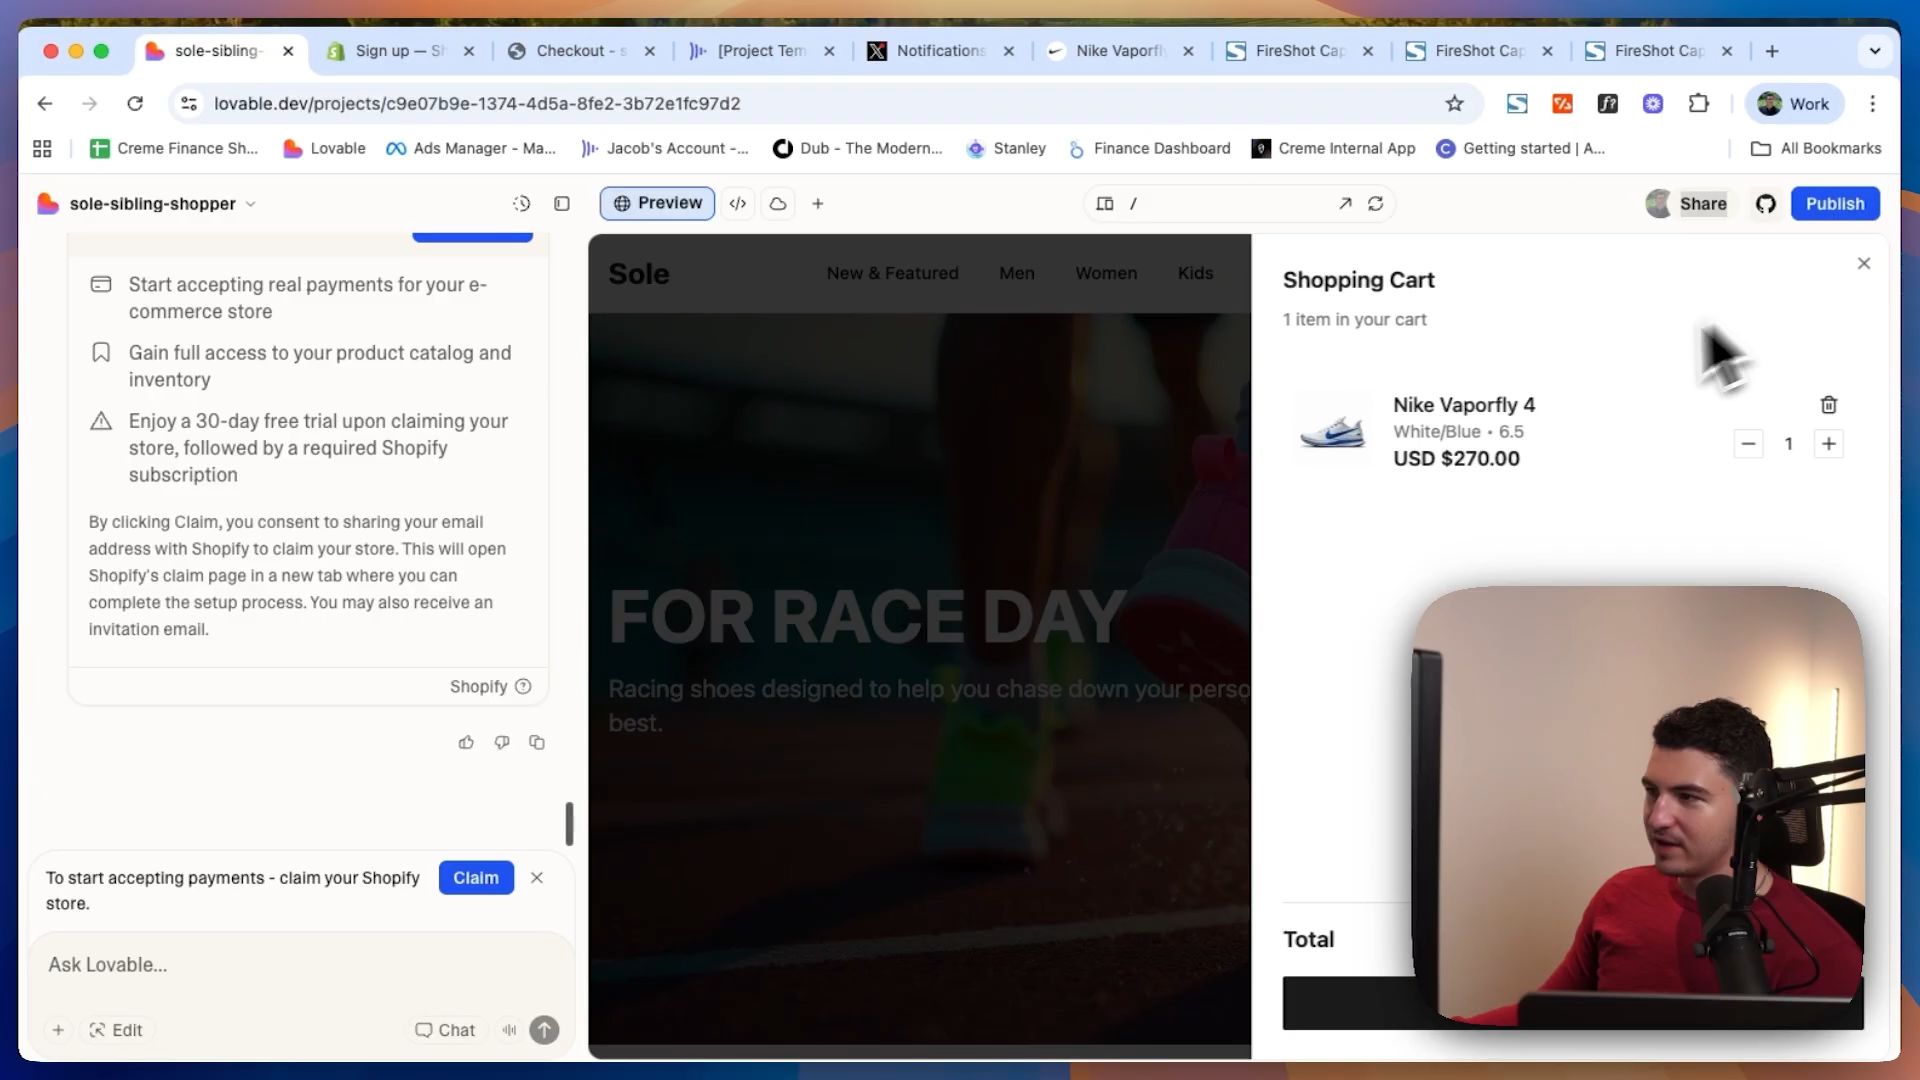 sole-sibling-
Sign up — Sh
Checkout - s
[Project Tem
Notifications
Nike Vaporfly
FireShot Cap
FireShot Cap
FireShot Cap
lovable.dev/projects/c9e07b9e-1374-4d5a-8fe2-3b72e1fc97d2
Work
Creme Finance Sh...
Lovable
Ads Manager - Ma...
Jacob's Account -...
Dub - The Modern...
Stanley
Finance Dashboard
Creme Internal App
Getting started | A...
All Bookmarks
sole-sibling-shopper
Preview
/
Share
Publish
Start accepting real payments for your e-
commerce store
Gain full access to your product catalog and
inventory
Enjoy a 30-day free trial upon claiming your
store, followed by a required Shopify
subscription
By clicking Claim, you consent to sharing your email
address with Shopify to claim your store. This will open
Shopify's claim page in a new tab where you can
complete the setup process. You may also receive an
invitation email.
Shopify
To start accepting payments - claim your Shopify
store.
Claim
Ask Lovable...
Edit
Chat
Sole
New & Featured
Men
Women
Kids
FOR RACE DAY
Racing shoes designed to help you chase down your perso
best.
Shopping Cart
1 item in your cart
Nike Vaporfly 4
White/Blue • 6.5
USD $270.00
1
Total